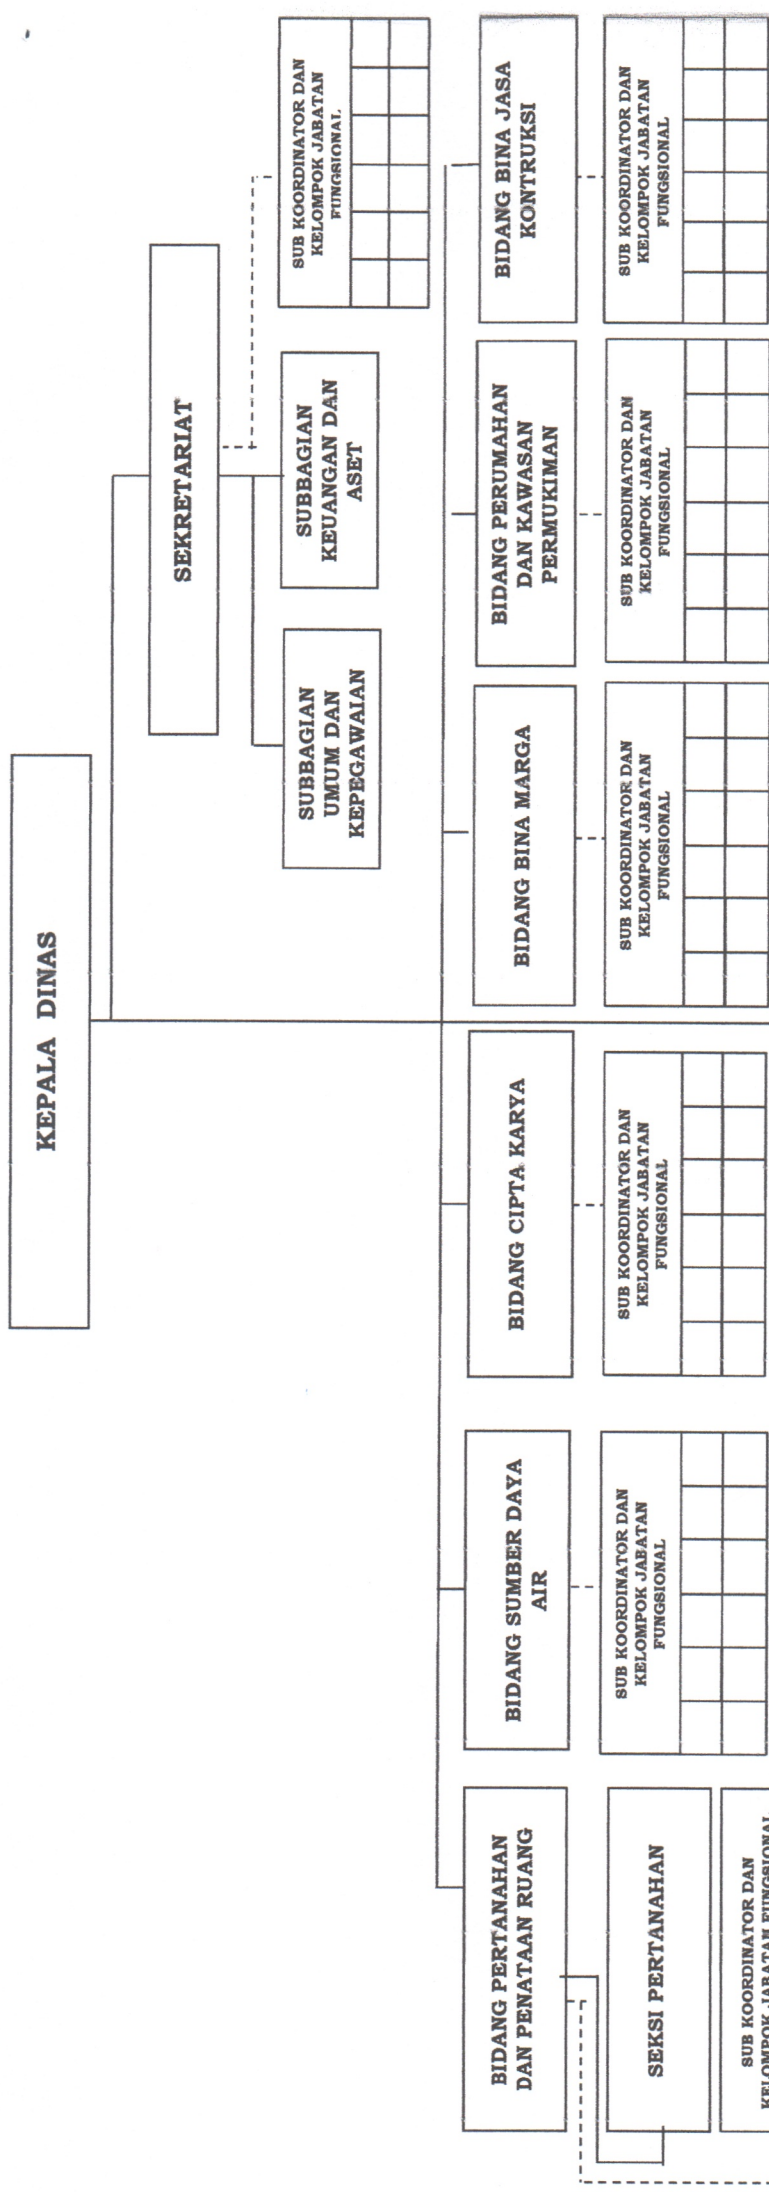 KEPALA DINAS
SEKRETARIAT
SUBBAGIAN
UMUM DAN
KEPEGAWAIAN
SUBBAGIAN
KEUANGAN DAN
ASET
SUB KOORDINATOR DAN
KELOMPOK JABATAN
FUNGSIONAL
BIDANG PERTANAHAN
DAN PENATAAN RUANG
BIDANG SUMBER DAYA
AIR
BIDANG CIPTA KARYA
BIDANG BINA MARGA
BIDANG PERUMAHAN
DAN KAWASAN
PERMUKIMAN
BIDANG BINA JASA
KONTRUKSI
SEKSI PERTANAHAN
SUB KOORDINATOR DAN
KELOMPOK JABATAN FUNGSIONAL
SUB KOORDINATOR DAN
KELOMPOK JABATAN
FUNGSIONAL
SUB KOORDINATOR DAN
KELOMPOK JABATAN
FUNGSIONAL
SUB KOORDINATOR DAN
KELOMPOK JABATAN
FUNGSIONAL
SUB KOORDINATOR DAN
KELOMPOK JABATAN
FUNGSIONAL
SUB KOORDINATOR DAN
KELOMPOK JABATAN
FUNGSIONAL